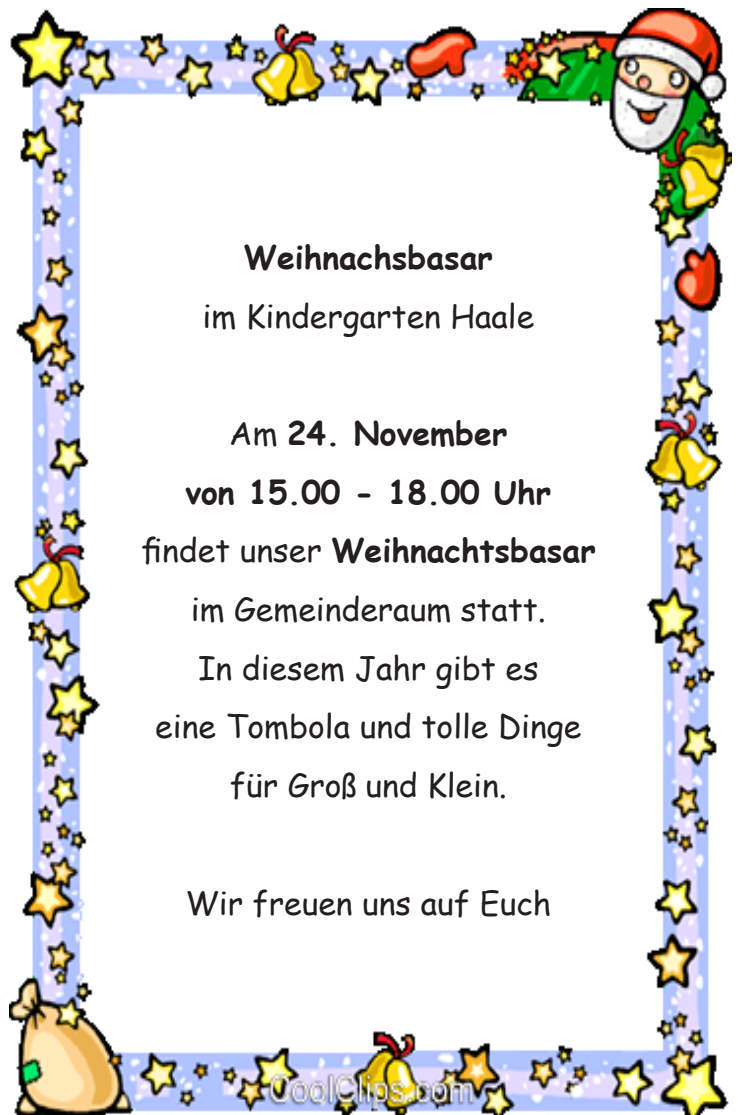 Weihnachsbasar
im Kindergarten Haale
Am 24. November
von 15.00 - 18.00 Uhr
findet unser Weihnachtsbasar
im Gemeinderaum statt.
In diesem Jahr gibt es
eine Tombola und tolle Dinge
für Groß und Klein.
Wir freuen uns auf Euch
CoolClips.com